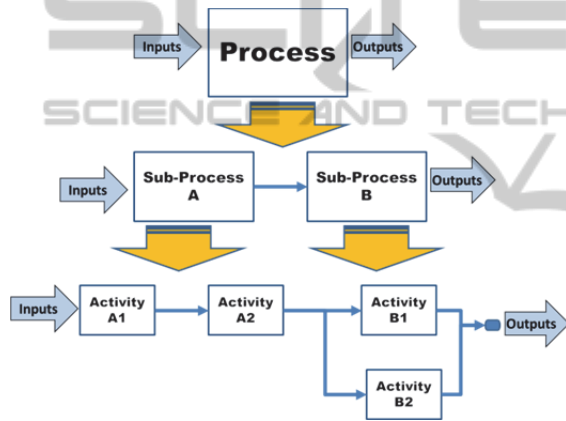 Inputs
Process
Outputs
SCIENCE AND TECH
Inputs
Sub-Process
A
Sub-Process
B
Outputs
Inputs
Activity
A1
Activity
A2
Activity
B1
Outputs
Activity
B2